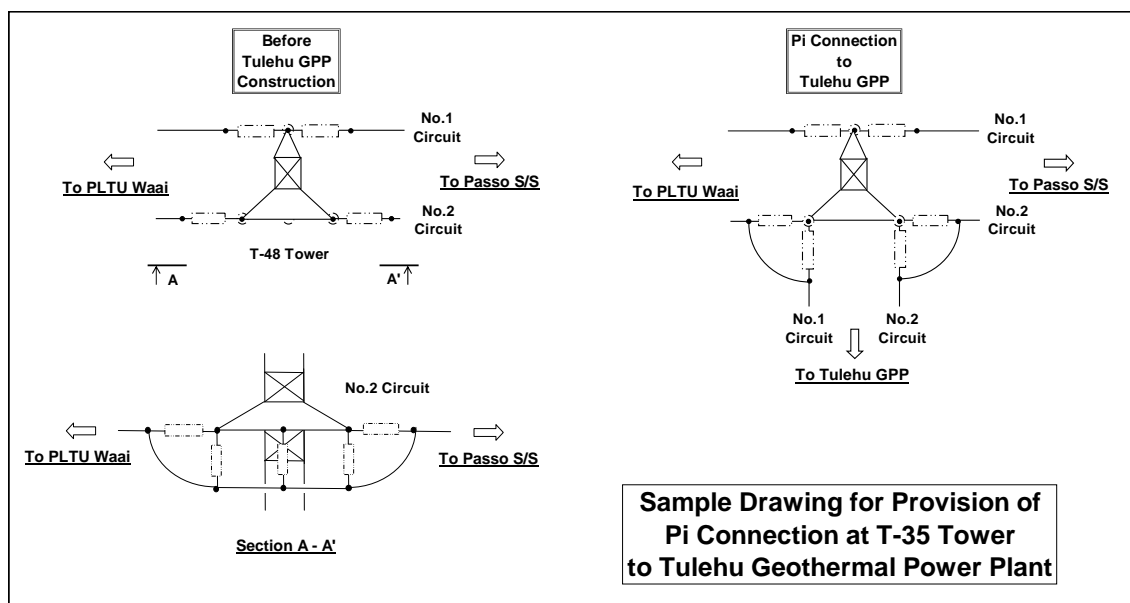 Before
Tulehu GPP
Construction
No.1
Circuit
To PLTU Waai
To Passo S/S
No.2
Circuit
T-48 Tower
A
A'
No.2 Circuit
To PLTU Waai
To Passo S/S
Section A - A'
Pi Connection
to
Tulehu GPP
No.1
Circuit
To PLTU Waai
To Passo S/S
No.2
Circuit
No.1
Circuit
No.2
Circuit
To Tulehu GPP
Sample Drawing for Provision of
Pi Connection at T-35 Tower
to Tulehu Geothermal Power Plant